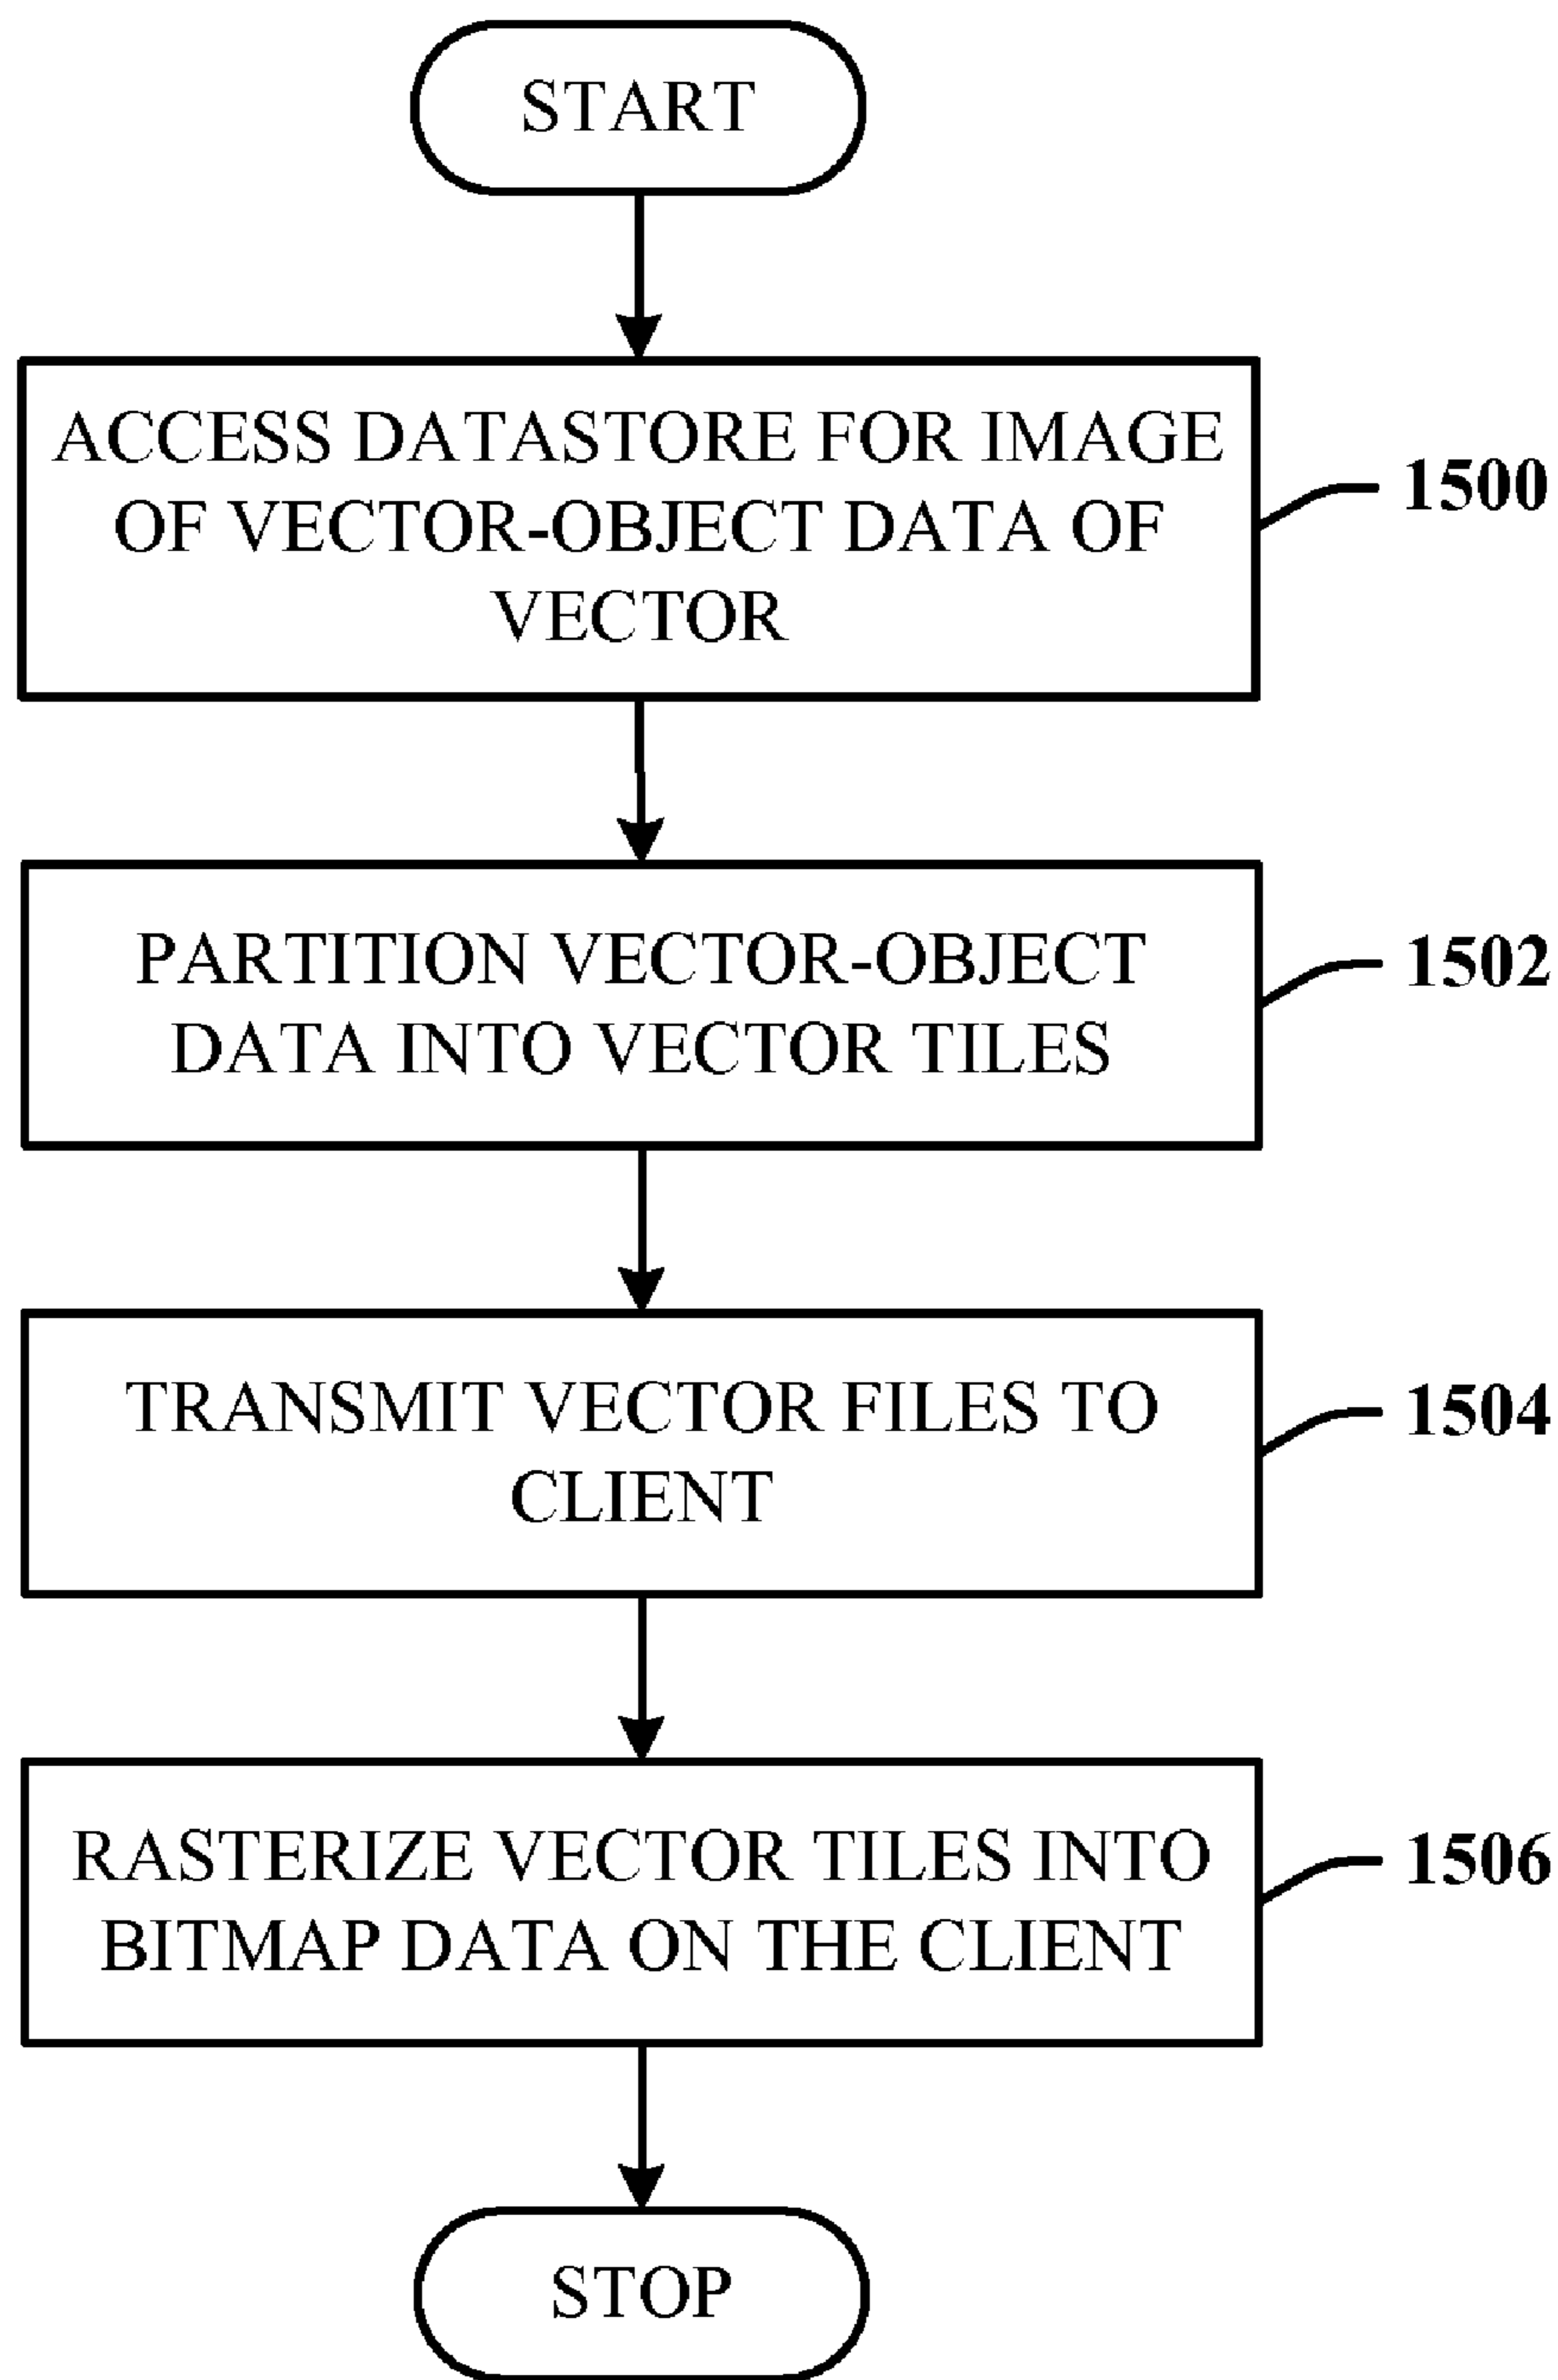 START
ACCESS DATASTORE FOR IMAGE
OF VECTOR-OBJECT DATA OF
VECTOR
1500
PARTITION VECTOR-OBJECT
DATA INTO VECTOR TILES
1502
TRANSMIT VECTOR FILES TO
CLIENT
1504
RASTERIZE VECTOR TILES INTO
BITMAP DATA ON THE CLIENT
1506
STOP